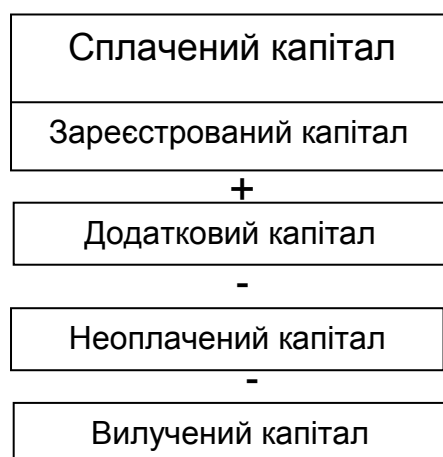 Сплачений капітал
Зареєстрований капітал
+
Додатковий капітал
-
Неоплачений капітал
-
Вилучений капітал